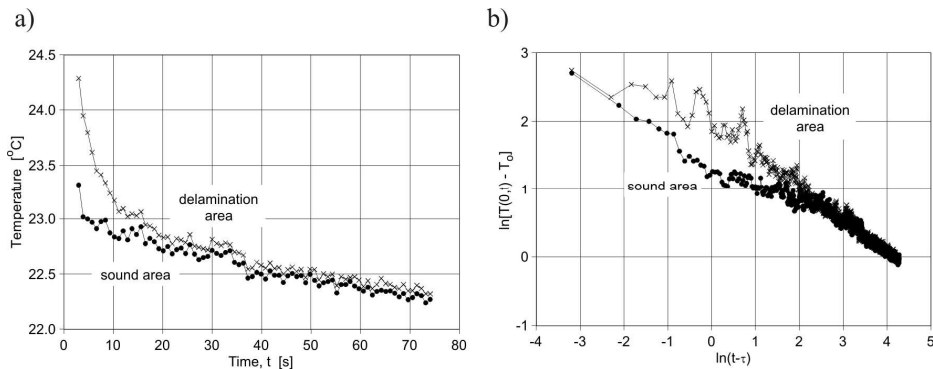 a)
24.5
24.0
23.5
23.0
22.5
22.0
Temperature [°C]
delamination
area
sound area
0 10 20 30 40 50 60 70 80
Time, t [s]
b)
3
2
1
0
-1
ln[T(0,t) - T₀]
delamination
area
sound area
-4 -3 -2 -1 0 1 2 3 4 5
ln(t-τ)